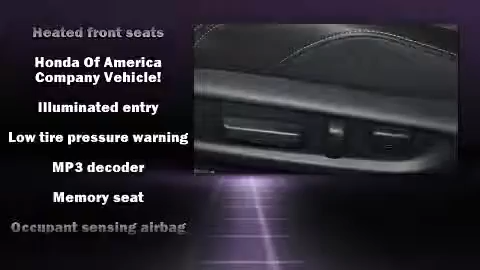 Heated front seats
Honda Of America
Company Vehicle!
Illuminated entry
Low tire pressure warning
MP3 decoder
Memory seat
Occupant sensing airbag